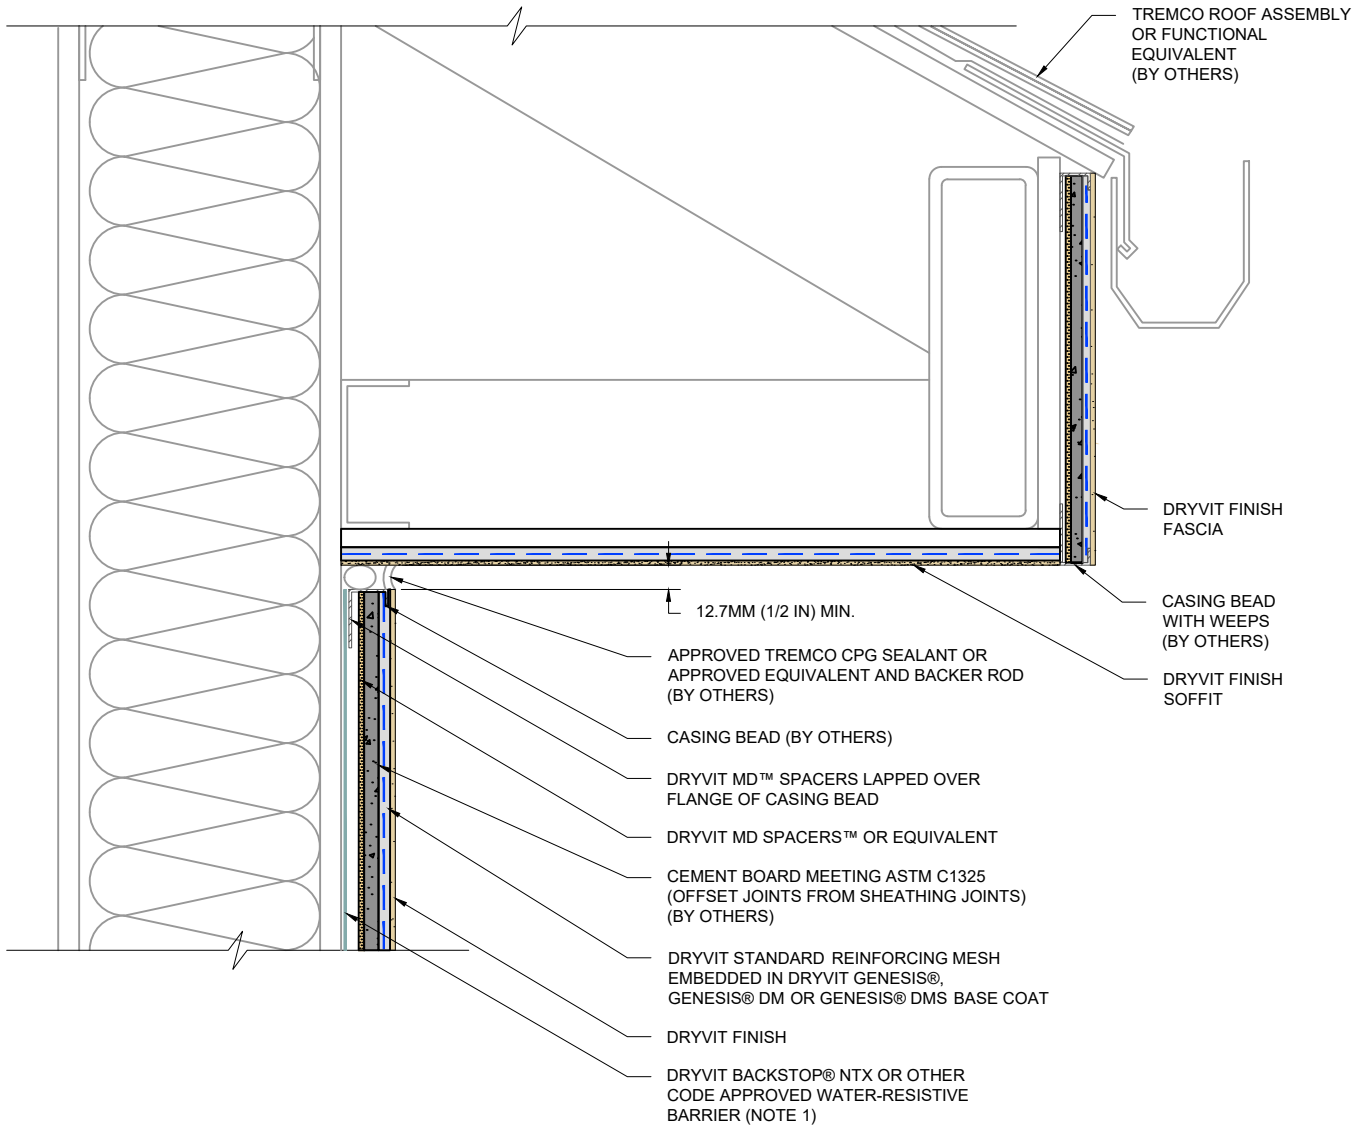 TREMCO ROOF ASSEMBLY
OR FUNCTIONAL
EQUIVALENT
(BY OTHERS)
DRYVIT FINISH
FASCIA
CASING BEAD
WITH WEEPS
(BY OTHERS)
DRYVIT FINISH
SOFFIT
12.7MM (1/2 IN) MIN.
APPROVED TREMCO CPG SEALANT OR
APPROVED EQUIVALENT AND BACKER ROD
(BY OTHERS)
CASING BEAD (BY OTHERS)
DRYVIT MD™ SPACERS LAPPED OVER
FLANGE OF CASING BEAD
DRYVIT MD SPACERS™ OR EQUIVALENT
CEMENT BOARD MEETING ASTM C1325
(OFFSET JOINTS FROM SHEATHING JOINTS)
(BY OTHERS)
DRYVIT STANDARD REINFORCING MESH
EMBEDDED IN DRYVIT GENESIS®,
GENESIS® DM OR GENESIS® DMS BASE COAT
DRYVIT FINISH
DRYVIT BACKSTOP® NTX OR OTHER
CODE APPROVED WATER-RESISTIVE
BARRIER (NOTE 1)